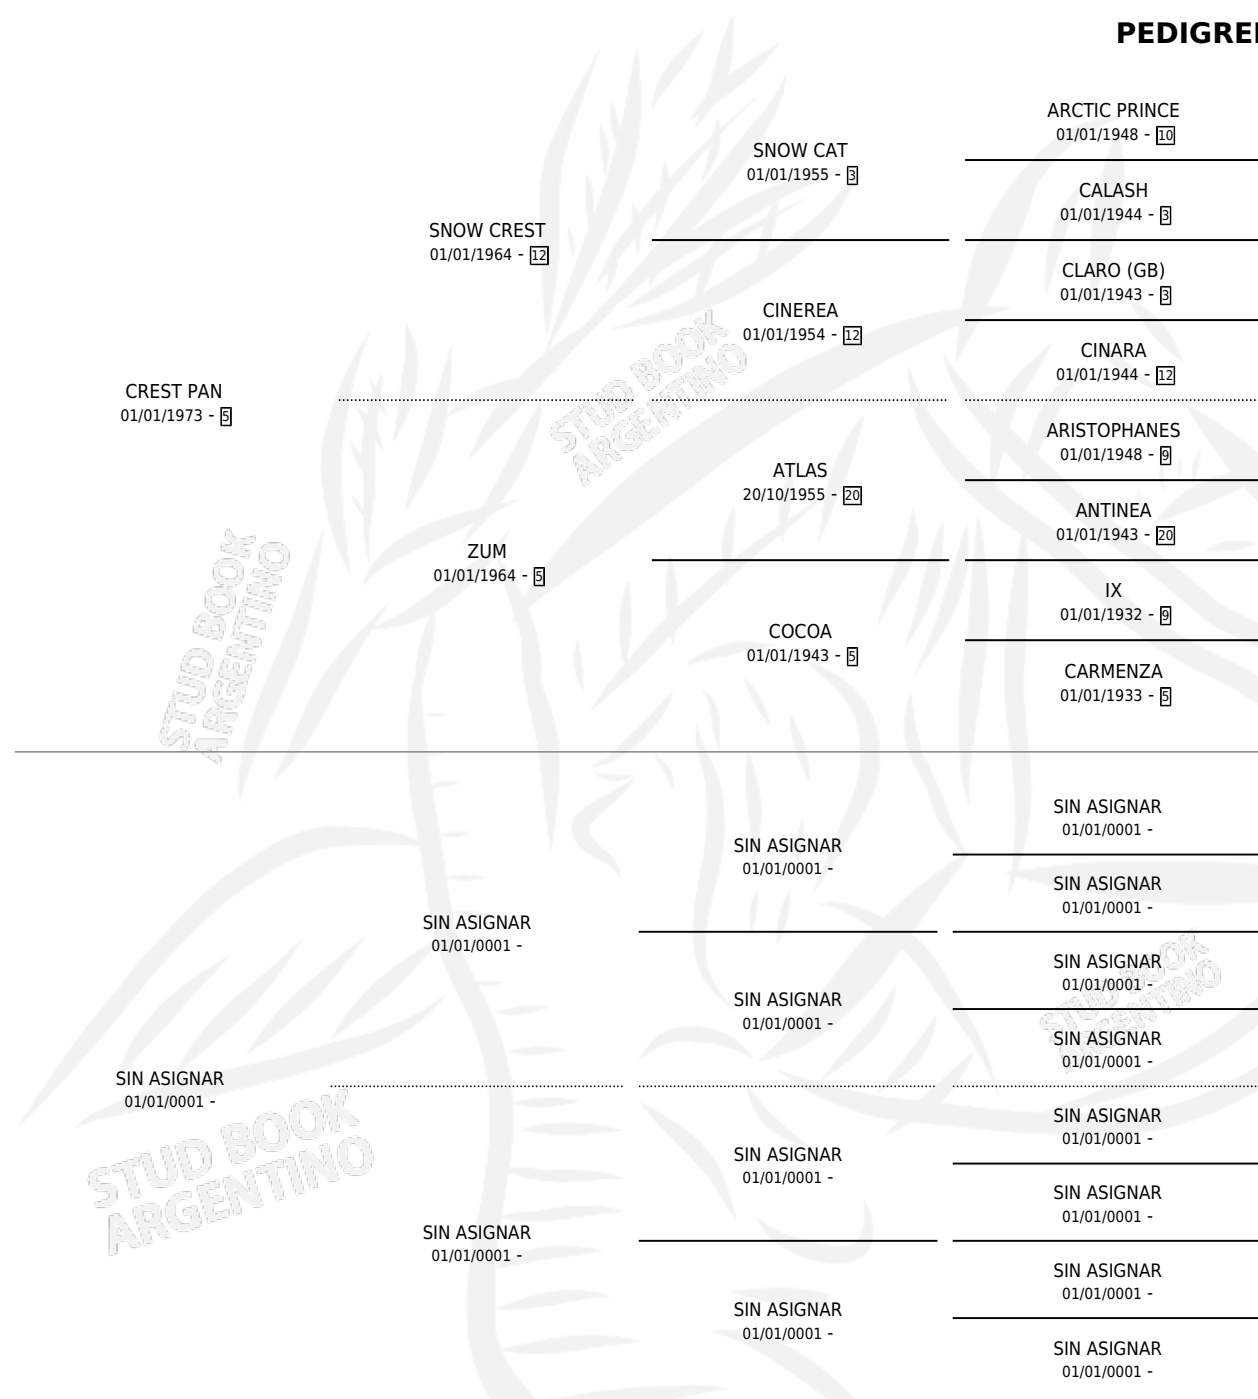 PEDIGREE
ARCTIC PRINCE
01/01/1948 - 10
SNOW CAT
01/01/1955 - 3
CALASH
01/01/1944 - 3
SNOW CREST
01/01/1964 - 12
CLARO (GB)
01/01/1943 - 3
CINEREA
01/01/1954 - 12
CINARA
01/01/1944 - 12
CREST PAN
01/01/1973 - 5
ARISTOPHANES
01/01/1948 - 9
ATLAS
20/10/1955 - 20
ANTINEA
01/01/1943 - 20
ZUM
01/01/1964 - 5
IX
01/01/1932 - 9
COCOA
01/01/1943 - 5
CARMENZA
01/01/1933 - 5
STUD BOOK
ARGENTINO
STUD BOOK
ARGENTINO
SIN ASIGNAR
01/01/0001 -
SIN ASIGNAR
01/01/0001 -
SIN ASIGNAR
01/01/0001 -
SIN ASIGNAR
01/01/0001 -
SIN ASIGNAR
01/01/0001 -
SIN ASIGNAR
01/01/0001 -
SIN ASIGNAR
01/01/0001 -
SIN ASIGNAR
01/01/0001 -
SIN ASIGNAR
01/01/0001 -
SIN ASIGNAR
01/01/0001 -
SIN ASIGNAR
01/01/0001 -
SIN ASIGNAR
01/01/0001 -
SIN ASIGNAR
01/01/0001 -
SIN ASIGNAR
01/01/0001 -
SIN ASIGNAR
01/01/0001 -
STUD BOOK
ARGENTINO
STUD BOOK
ARGENTINO